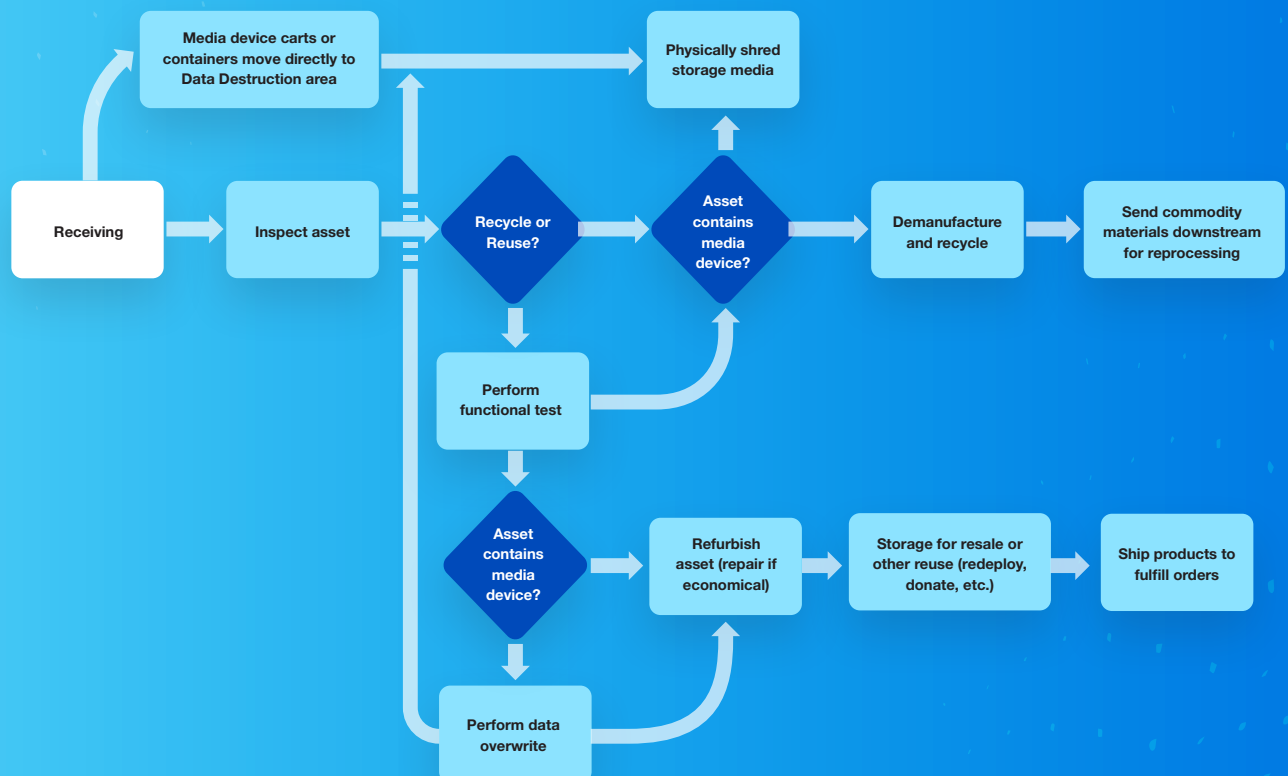 Media device carts or
containers move directly to
Data Destruction area
Physically shred
storage media
Receiving
Inspect asset
Recycle or
Reuse?
Asset
contains
media
device?
Demanufacture
and recycle
Send commodity
materials downstream
for reprocessing
Perform
functional test
Asset
contains
media
device?
Refurbish
asset (repair if
economical)
Storage for resale or
other reuse (redeploy,
donate, etc.)
Ship products to
fulfill orders
Perform data
overwrite